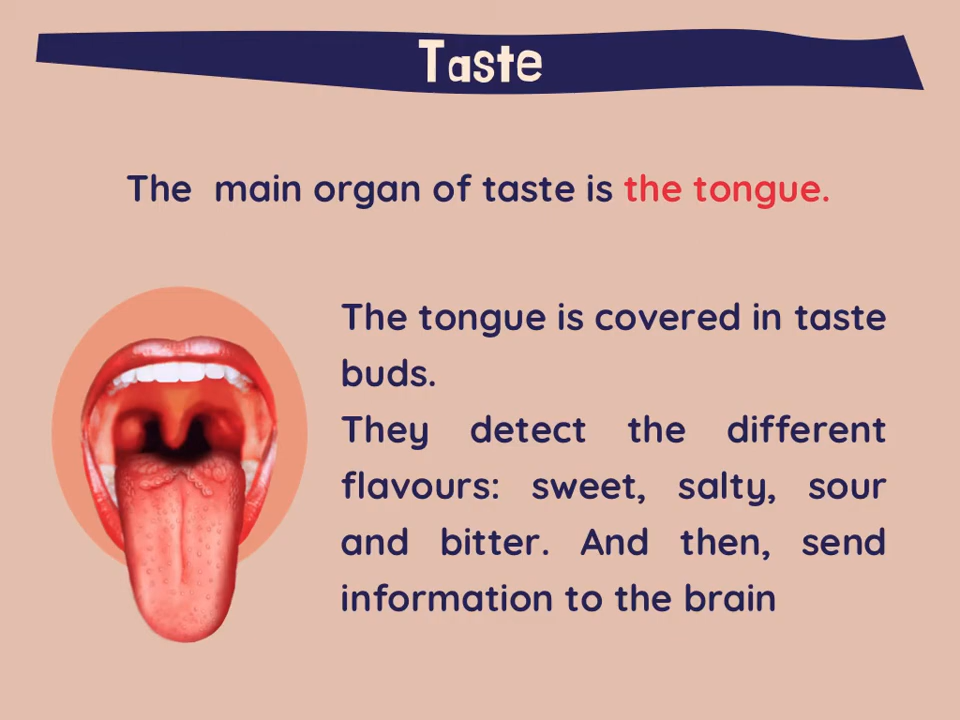 Taste
The main organ of taste is the tongue.
The tongue is covered in taste
buds.
They detect the different
flavours: sweet, salty, sour
and bitter. And then, send
information to the brain